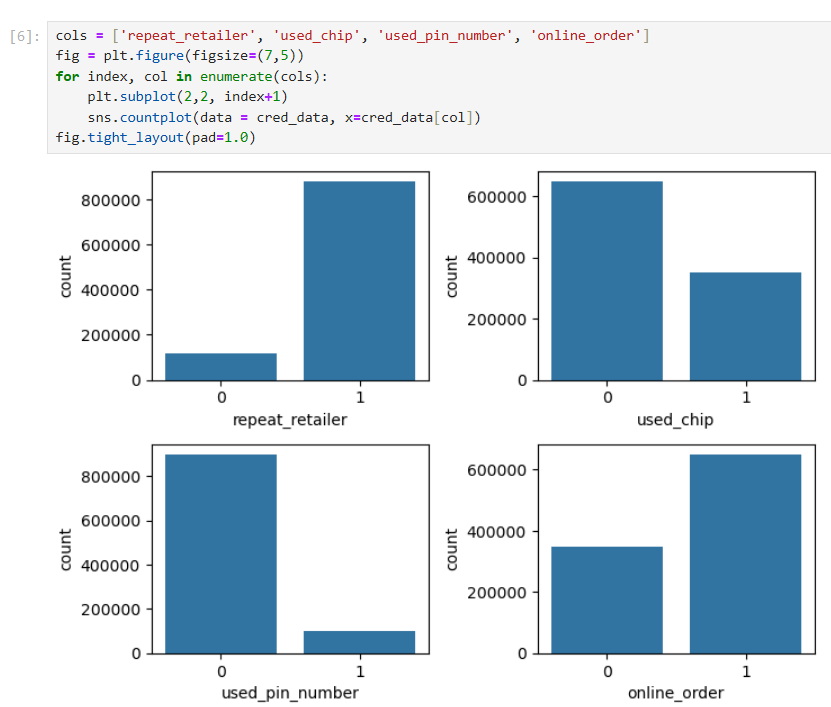 [6]: cols = ['repeat_retailer', 'used_chip', 'used_pin_number', 'online_order']
fig = plt.figure(figsize=(7,5))
for index, col in enumerate(cols):
    plt.subplot(2,2, index+1)
    sns.countplot(data = cred_data, x=cred_data[col])
fig.tight_layout(pad=1.0)
800000
600000
400000
200000
0
count
0 1
repeat_retailer
600000
400000
200000
0
count
0 1
used_chip
800000
600000
400000
200000
0
count
0 1
used_pin_number
600000
400000
200000
0
count
0 1
online_order